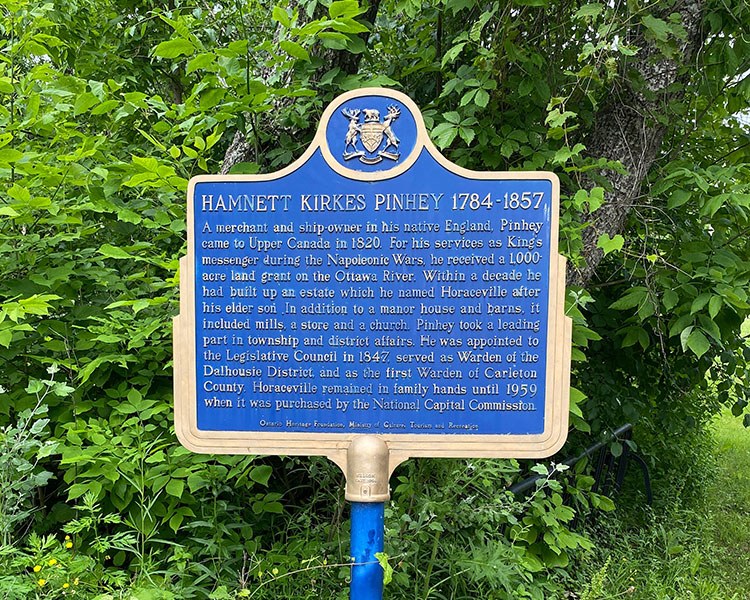 HAMNETT KIRKES PINHEY 1784-1857
A merchant and ship-owner in his native England, Pinhey
came to Upper Canada in 1820. For his services as King's
messenger during the Napoleonic Wars, he received a 1,000-
acre land grant on the Ottawa River. Within a decade he
had built up an estate which he named Horaceville after
his elder son. In addition to a manor house and barns, it
included mills, a store and a church. Pinhey took a leading
part in township and district affairs. He was appointed to
the Legislative Council in 1847, served as Warden of the
Dalhousie District and as the first Warden of Carleton
County. Horaceville remained in family hands until 1959
when it was purchased by the National Capital Commission.
Ontario Heritage Foundation, Ministry of Culture, Tourism and Recreation